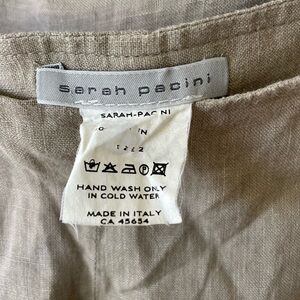 sarah pacini
SARAH-PACINI
HAND WASH ONLY
IN COLD WATER
MADE IN ITALY
CA 45654